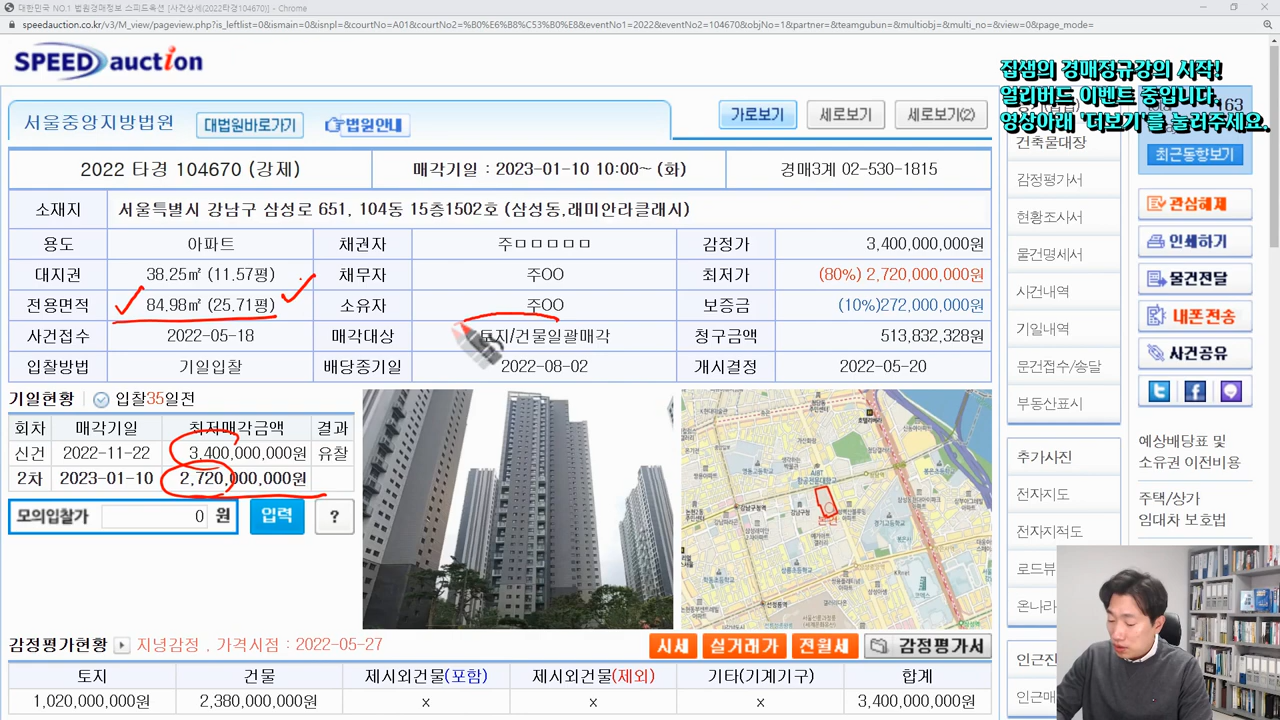 대한민국 NO.1 법원경매정보 스피드옥션 [사건상세(2022타경104670)] - Chrome
speedauction.co.kr/v3/M_view/pageview.php?is_leftlist=0&ismain=0&isnpl=&courtNo=A01&courtNo2=%B0%E6%B8%C53%B0%E8&eventNo1=2022&eventNo2=104670&objNo=1&partner=&teamgubun=&multiobj=&multi_no=&view=0&page_mode=
SPEED auction
집샘의 경매정규강의 시작!
얼리버드 이벤트 중입니다.
영상아래 '더보기'를 눌러주세요.
163
서울중앙지방법원 대법원바로가기 법원안내 가로보기 세로보기 세로보기(2)
2022 타경 104670 (강제) 매각기일 : 2023-01-10 10:00~ (화) 경매3계 02-530-1815
소재지 서울특별시 강남구 삼성로 651, 104동 15층1502호 (삼성동,래미안라클래시)
용도 아파트 채권자 주ㅁㅁㅁㅁㅁ 감정가 3,400,000,000원
대지권 38.25㎡ (11.57평) 채무자 주OO 최저가 (80%) 2,720,000,000원
전용면적 84.98㎡ (25.71평) 소유자 주OO 보증금 (10%)272,000,000원
사건접수 2022-05-18 매각대상 토지/건물일괄매각 청구금액 513,832,328원
입찰방법 기일입찰 배당종기일 2022-08-02 개시결정 2022-05-20
기일현황 입찰35일전
회차 매각기일 최저매각금액 결과
신건 2022-11-22 3,400,000,000원 유찰
2차 2023-01-10 2,720,000,000원
모의입찰가 0 원 입력 ?
감정평가현황 지녕감정 , 가격시점 : 2022-05-27 시세 실거래가 전월세 감정평가서
토지 건물 제시외건물(포함) 제시외건물(제외) 기타(기계기구) 합계
1,020,000,000원 2,380,000,000원 x x x 3,400,000,000원
건축물대장
감정평가서
현황조사서
물건명세서
사건내역
기일내역
문건접수/송달
부동산표시
추가사진
전자지도
전자지적도
로드뷰
온나라
인근진
인근매
최근동향보기
관심해제
인쇄하기
물건전달
내폰전송
사건공유
예상배당표 및
소유권 이전비용
주택/상가
임대차 보호법